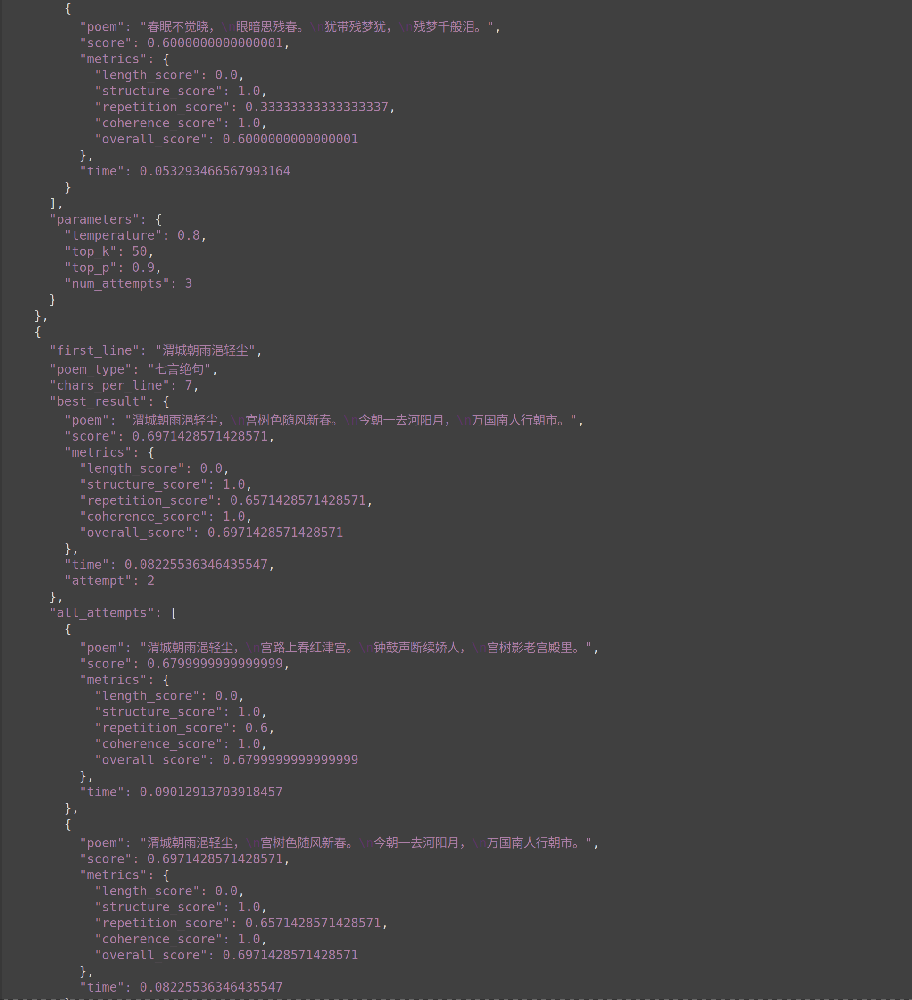 {
"poem": "春眠不觉晓，\n眼暗思残春。\n犹带残梦犹，\n残梦千般泪。",
"score": 0.6000000000000001,
"metrics": {
"length_score": 0.0,
"structure_score": 1.0,
"repetition_score": 0.33333333333333337,
"coherence_score": 1.0,
"overall_score": 0.6000000000000001
},
"time": 0.053293466567993164
}
],
"parameters": {
"temperature": 0.8,
"top_k": 50,
"top_p": 0.9,
"num_attempts": 3
}
},
{
"first_line": "渭城朝雨浥轻尘",
"poem_type": "七言绝句",
"chars_per_line": 7,
"best_result": {
"poem": "渭城朝雨浥轻尘，\n宫树色随风新春。\n今朝一去河阳月，\n万国南人行朝市。",
"score": 0.6971428571428571,
"metrics": {
"length_score": 0.0,
"structure_score": 1.0,
"repetition_score": 0.6571428571428571,
"coherence_score": 1.0,
"overall_score": 0.6971428571428571
},
"time": 0.08225536346435547,
"attempt": 2
},
"all_attempts": [
{
"poem": "渭城朝雨浥轻尘，\n宫路上春红津宫。\n钟鼓声断续娇人，\n宫树影老宫殿里。",
"score": 0.6799999999999999,
"metrics": {
"length_score": 0.0,
"structure_score": 1.0,
"repetition_score": 0.6,
"coherence_score": 1.0,
"overall_score": 0.6799999999999999
},
"time": 0.09012913703918457
},
{
"poem": "渭城朝雨浥轻尘，\n宫树色随风新春。\n今朝一去河阳月，\n万国南人行朝市。",
"score": 0.6971428571428571,
"metrics": {
"length_score": 0.0,
"structure_score": 1.0,
"repetition_score": 0.6571428571428571,
"coherence_score": 1.0,
"overall_score": 0.6971428571428571
},
"time": 0.08225536346435547